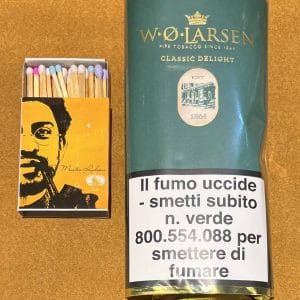 W.Ø.LARSEN
PIPE TOBACCO SINCE 1864
CLASSIC DELIGHT
1864
Il fumo uccide
- smetti subito
n. verde
800.554.088 per
smettere di
fumare